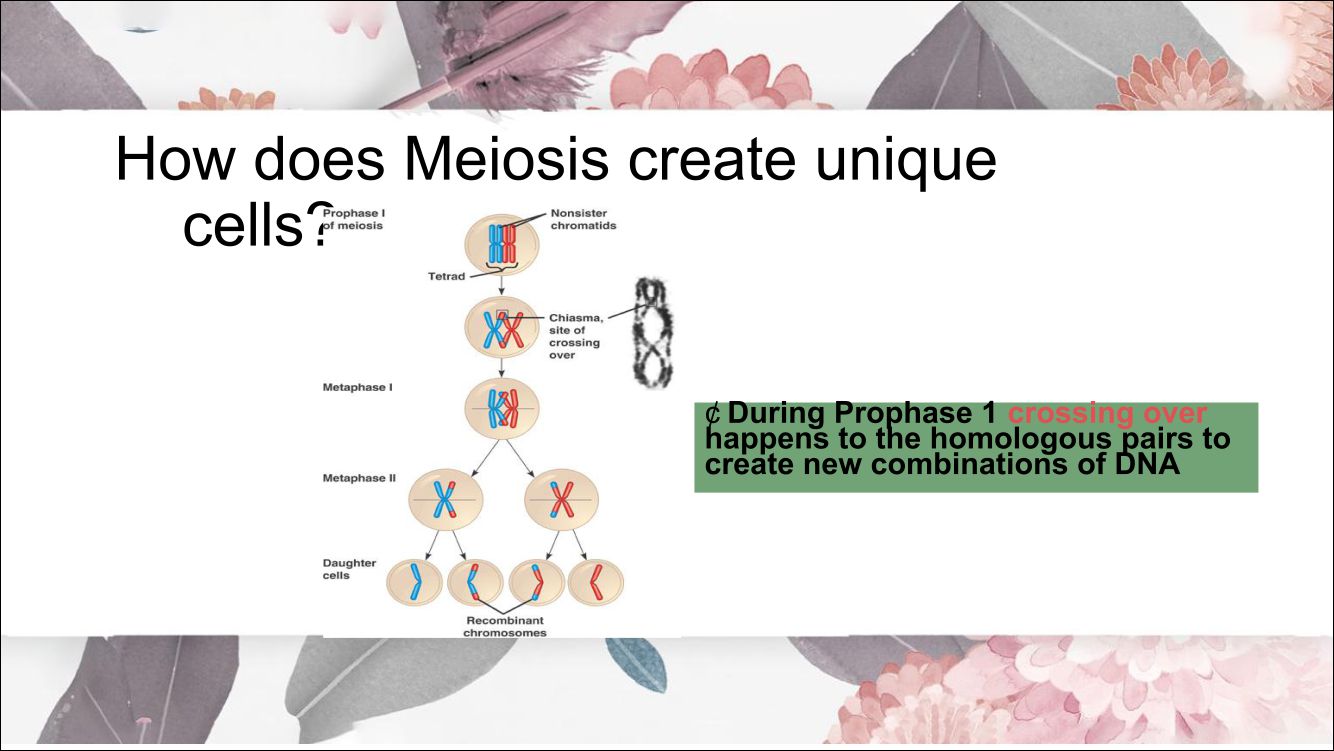 How does Meiosis create unique
cells?
Prophase I
of meiosis
Nonsister
chromatids
Tetrad
Chiasma,
site of
crossing
over
Metaphase I
¢ During Prophase 1 crossing over
happens to the homologous pairs to
create new combinations of DNA
Metaphase II
Daughter
cells
Recombinant
chromosomes